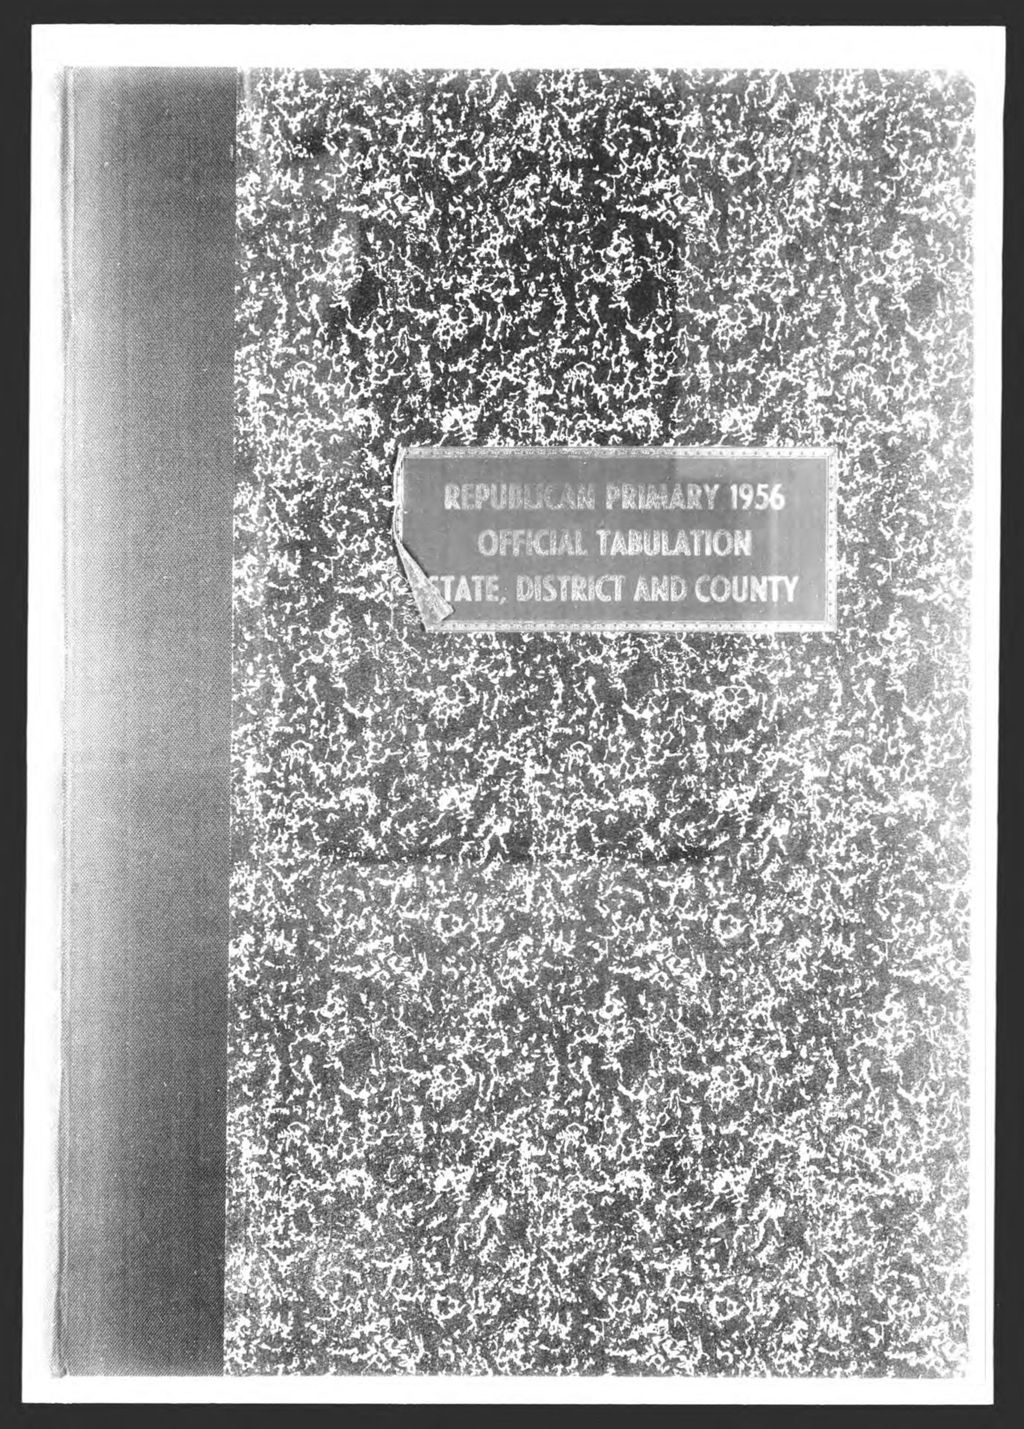 REPUBLICAN PRIMARY 1956
OFFICIAL TABULATION
STATE, DISTRICT AND COUNTY